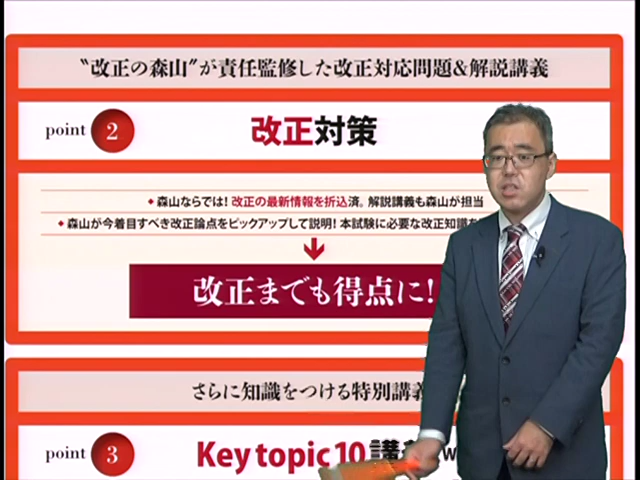 “改正の森山”が責任監修した改正対応問題&解説講義
point 2 改正対策
◆森山ならでは!改正の最新情報を折込済。解説講義も森山が担当
◆森山が今着目すべき改正論点をピックアップして説明!本試験に必要な改正知識を
改正までも得点に!
さらに知識をつける特別講義
point 3 Key topic 10 講